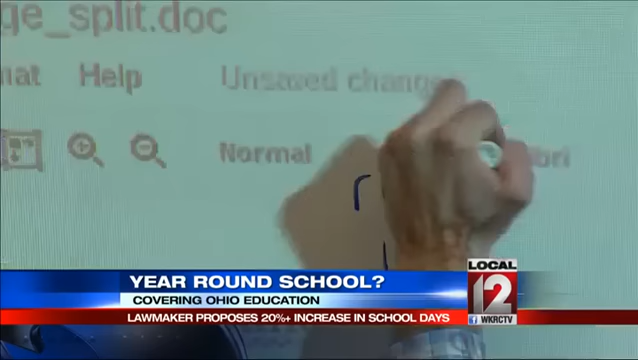 ge_split.doc
mat Help Unsaved change
Normal bri
YEAR ROUND SCHOOL?
COVERING OHIO EDUCATION
LAWMAKER PROPOSES 20%+ INCREASE IN SCHOOL DAYS
LOCAL
12
WKRCTV